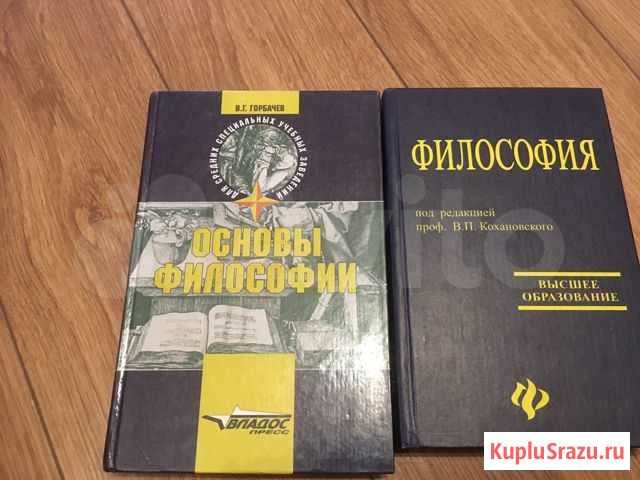 В.Г. ГОРБАЧЕВ
ДЛЯ СРЕДНИХ СПЕЦИАЛЬНЫХ УЧЕБНЫХ ЗАВЕДЕНИЙ
ОСНОВЫ
ФИЛОСОФИИ
ВЛАДОС
ПРЕСС
ФИЛОСОФИЯ
под редакцией
проф. В.П. Кохановского
ВЫСШЕЕ
ОБРАЗОВАНИЕ
Avito
KupluSrazu.ru